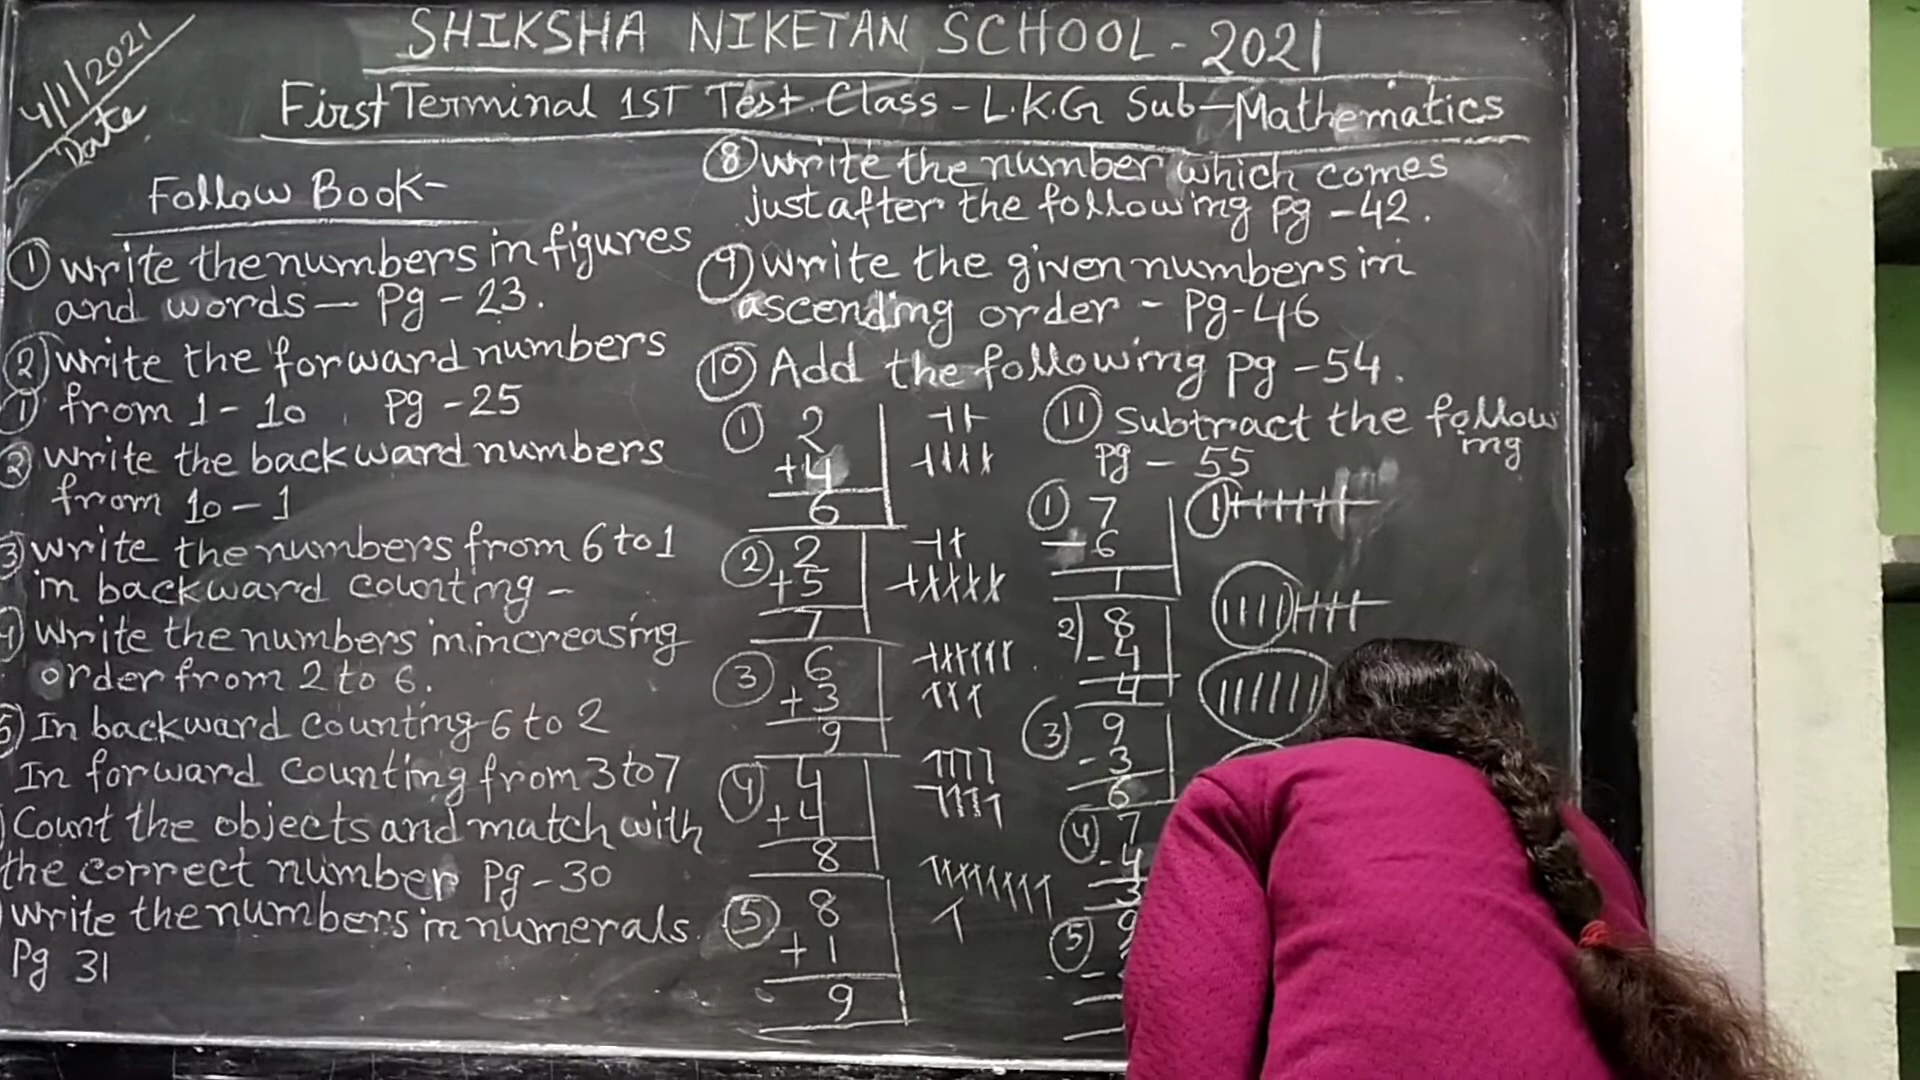 4/1/2021
Date
SHIKSHA NIKETAN SCHOOL - 2021
First Terminal 1ST Test. Class - L.K.G Sub - Mathematics
Follow Book-
① write the numbers in figures
and words — Pg - 23.
② write the forward numbers
① from 1 - 10 Pg - 25
② write the backward numbers
from 10 - 1
③ write the numbers from 6 to 1
in backward counting -
④ write the numbers in increasing
order from 2 to 6.
⑤ In backward counting 6 to 2
In forward counting from 3 to 7
Count the objects and match with
the correct number Pg - 30
write the numbers in numerals.
Pg 31
⑧ write the number which comes
just after the following pg - 42.
⑨ Write the given numbers in
ascending order - Pg - 46
⑩ Add the following pg - 54.
① 2
+ 4
6
② 2
+ 5
7
③ 6
+ 3
9
④ 4
+ 4
8
⑤ 8
+ 1
9
⑪ Subtract the follow
ing
Pg - 55
① 7
- 6
1
①
2) 8
- 4
4
③ 9
- 3
6
④ 7
- 4
3
⑤ 9
-